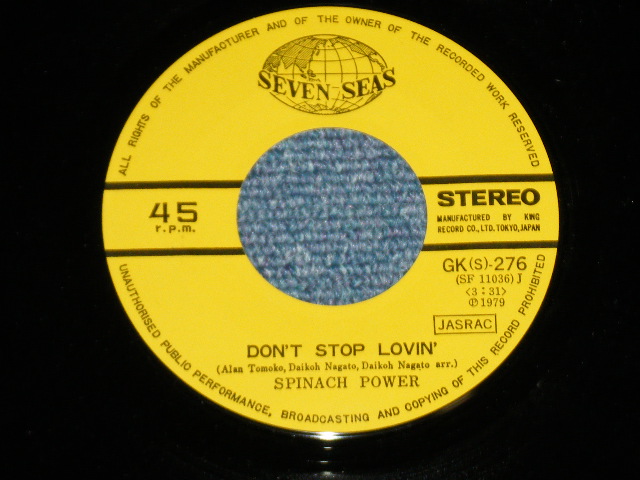 ALL RIGHTS OF THE MANUFACTURER AND OF THE OWNER OF THE RECORDED WORK RESERVED
SEVEN SEAS
45
r.p.m.
STEREO
MANUFACTURED BY KING
RECORD CO., LTD. TOKYO, JAPAN
GK(S)-276
(SF 11036) J
<3:31>
Ⓟ1979
JASRAC
DON'T STOP LOVIN'
(Alan Tomoko, Daikoh Nagato, Daikoh Nagato arr.)
SPINACH POWER
UNAUTHORISED PUBLIC PERFORMANCE, BROADCASTING AND COPYING OF THIS RECORD PROHIBITED